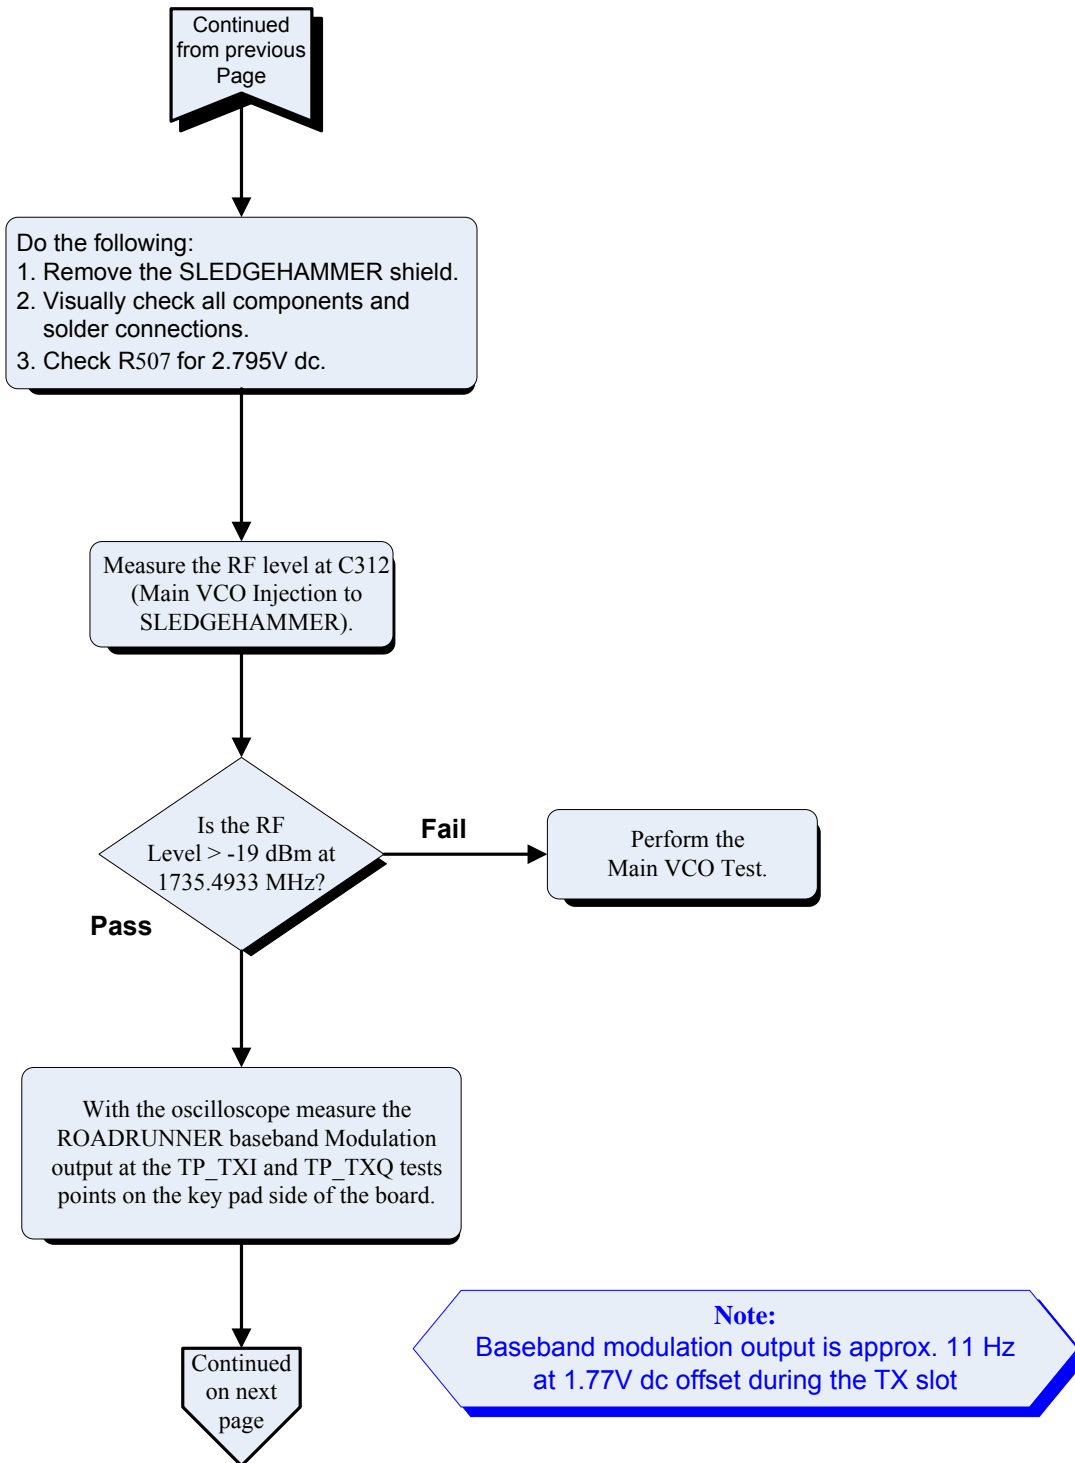 Continued
from previous
Page
Do the following:
1. Remove the SLEDGEHAMMER shield.
2. Visually check all components and
solder connections.
3. Check R507 for 2.795V dc.
Measure the RF level at C312
(Main VCO Injection to
SLEDGEHAMMER).
Is the RF
Level > -19 dBm at
1735.4933 MHz?
Fail
Perform the
Main VCO Test.
Pass
With the oscilloscope measure the
ROADRUNNER baseband Modulation
output at the TP_TXI and TP_TXQ tests
points on the key pad side of the board.
Note:
Baseband modulation output is approx. 11 Hz
at 1.77V dc offset during the TX slot
Continued
on next
page